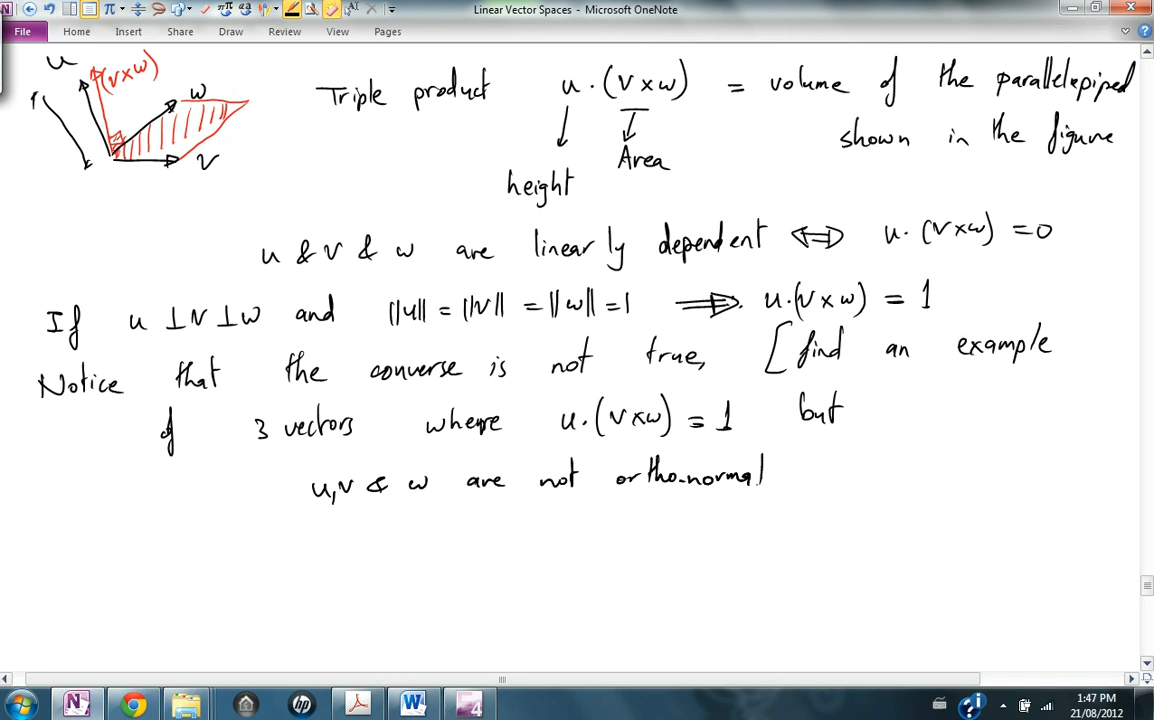 Linear Vector Spaces - Microsoft OneNote
File Home Insert Share Draw Review View Pages
u (v×w) w v
Triple product u · (v×w) = volume of the parallelepiped
shown in the figure
Area
height
u & v & w are linearly dependent ⟺ u · (v×w) = 0
If u ⊥ v ⊥ w and ||u|| = ||v|| = ||w|| = 1 ⟹ u · (v×w) = 1
Notice that the converse is not true, [find an example
of 3 vectors where u · (v×w) = 1 but
u, v & w are not ortho-normal
1:47 PM
21/08/2012